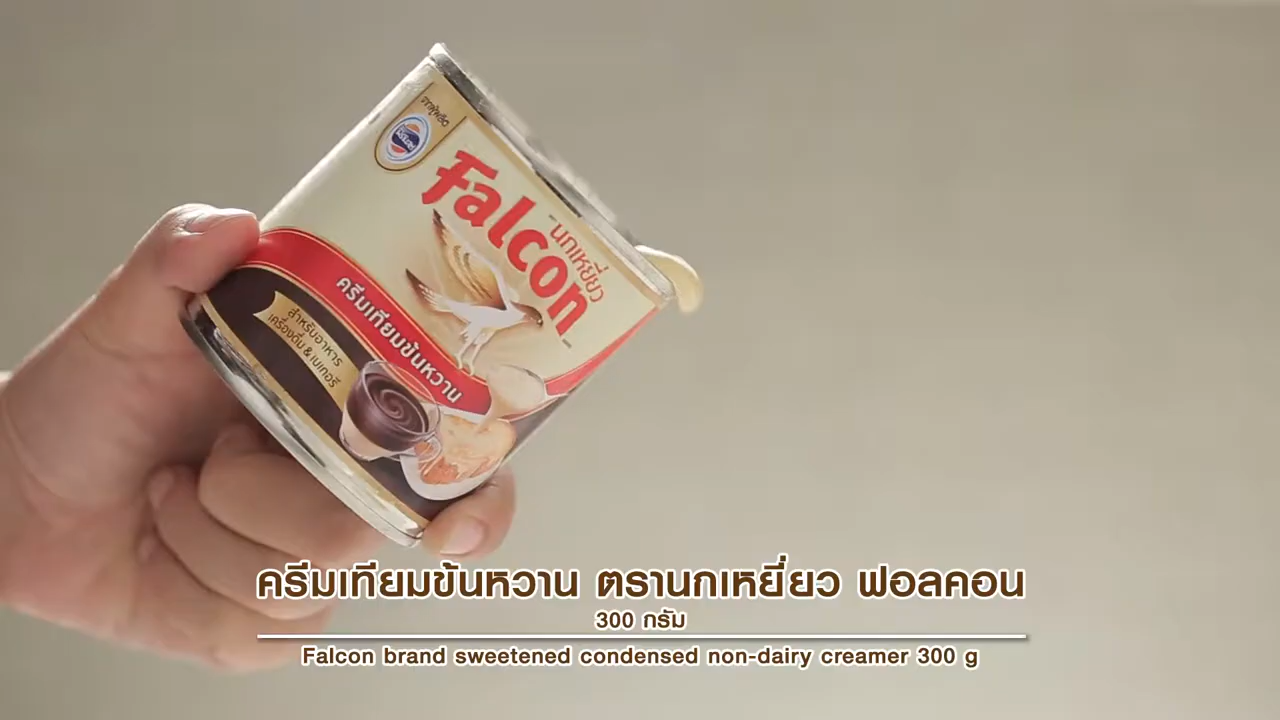 Falcon
นกเหยี่ยว
ครีมเทียมข้นหวาน
สำหรับอาหาร
เครื่องดื่ม & เบเกอรี่
ครีมเทียมข้นหวาน ตรานกเหยี่ยว ฟอลคอน
300 กรัม
Falcon brand sweetened condensed non-dairy creamer 300 g